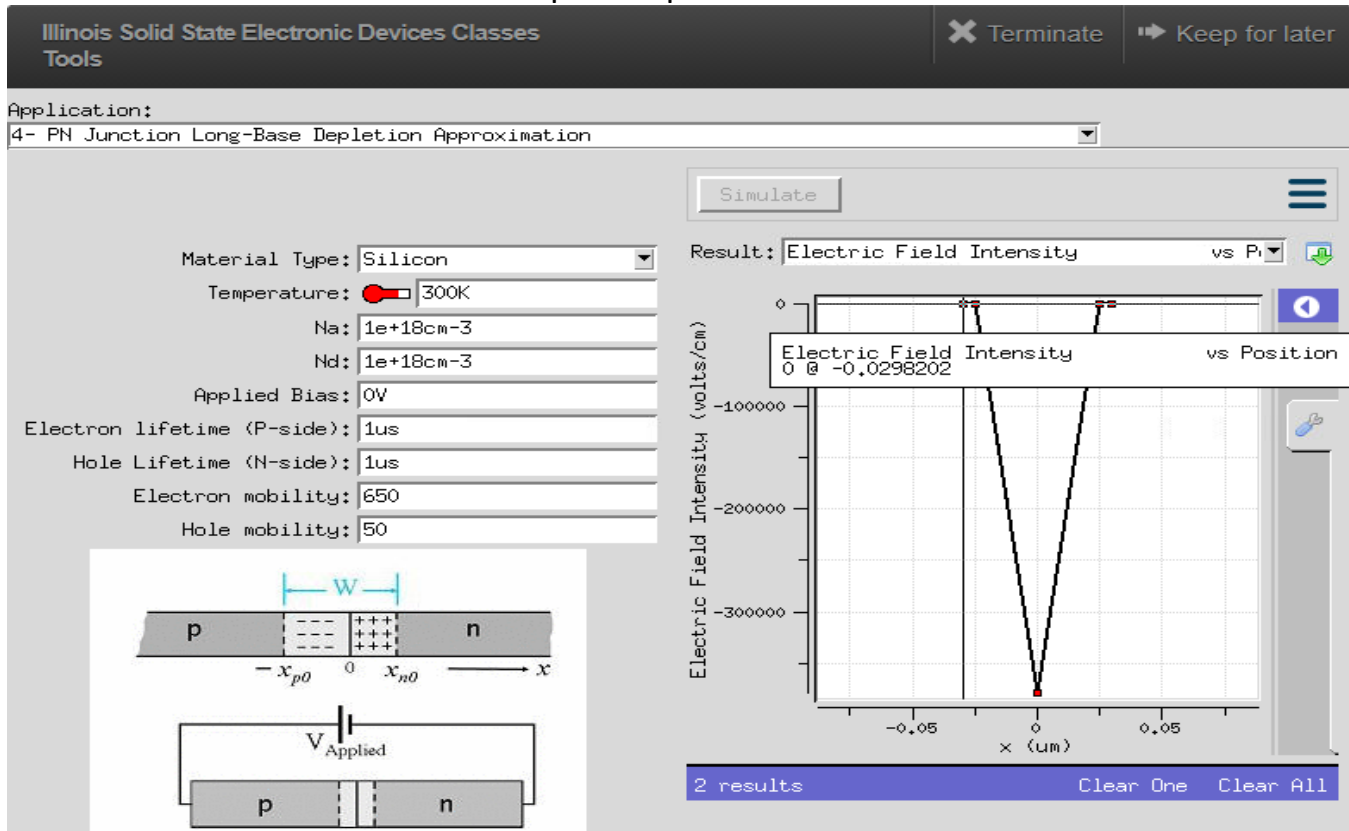 Illinois Solid State Electronic Devices Classes
Tools
Terminate
Keep for later
Application:
4- PN Junction Long-Base Depletion Approximation
Simulate
Material Type: Silicon
Temperature: 300K
Na: 1e+18cm-3
Nd: 1e+18cm-3
Applied Bias: 0V
Electron lifetime (P-side): 1us
Hole Lifetime (N-side): 1us
Electron mobility: 650
Hole mobility: 50
W
p
- - -
+++
n
- - -
+++
− xp0 0 xn0 x
VApplied
p n
Result: Electric Field Intensity vs P
0
Electric Field Intensity vs Position
0 @ -0.0298202
-100000
-200000
-300000
Electric Field Intensity (volts/cm)
-0.05 0 0.05
x (um)
2 results Clear One Clear All